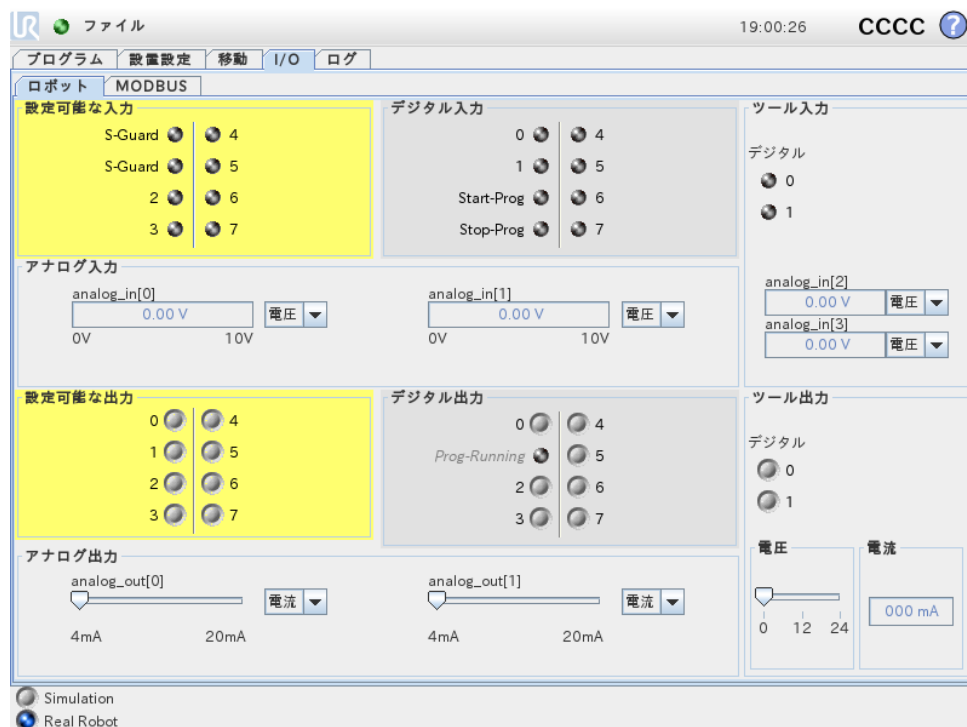 UR ファイル 19:00:26 CCCC ?
プログラム 設置設定 移動 I/O ログ
ロボット MODBUS
設定可能な入力
S-Guard 4
S-Guard 5
2 6
3 7
デジタル入力
0 4
1 5
Start-Prog 6
Stop-Prog 7
ツール入力
デジタル
0
1
analog_in[2]
0.00 V 電圧
analog_in[3]
0.00 V 電圧
アナログ入力
analog_in[0]
0.00 V 電圧
0V 10V
analog_in[1]
0.00 V 電圧
0V 10V
設定可能な出力
0 4
1 5
2 6
3 7
デジタル出力
0 4
Prog-Running 5
2 6
3 7
ツール出力
デジタル
0
1
電圧
0 12 24
電流
000 mA
アナログ出力
analog_out[0]
電流
4mA 20mA
analog_out[1]
電流
4mA 20mA
Simulation
Real Robot